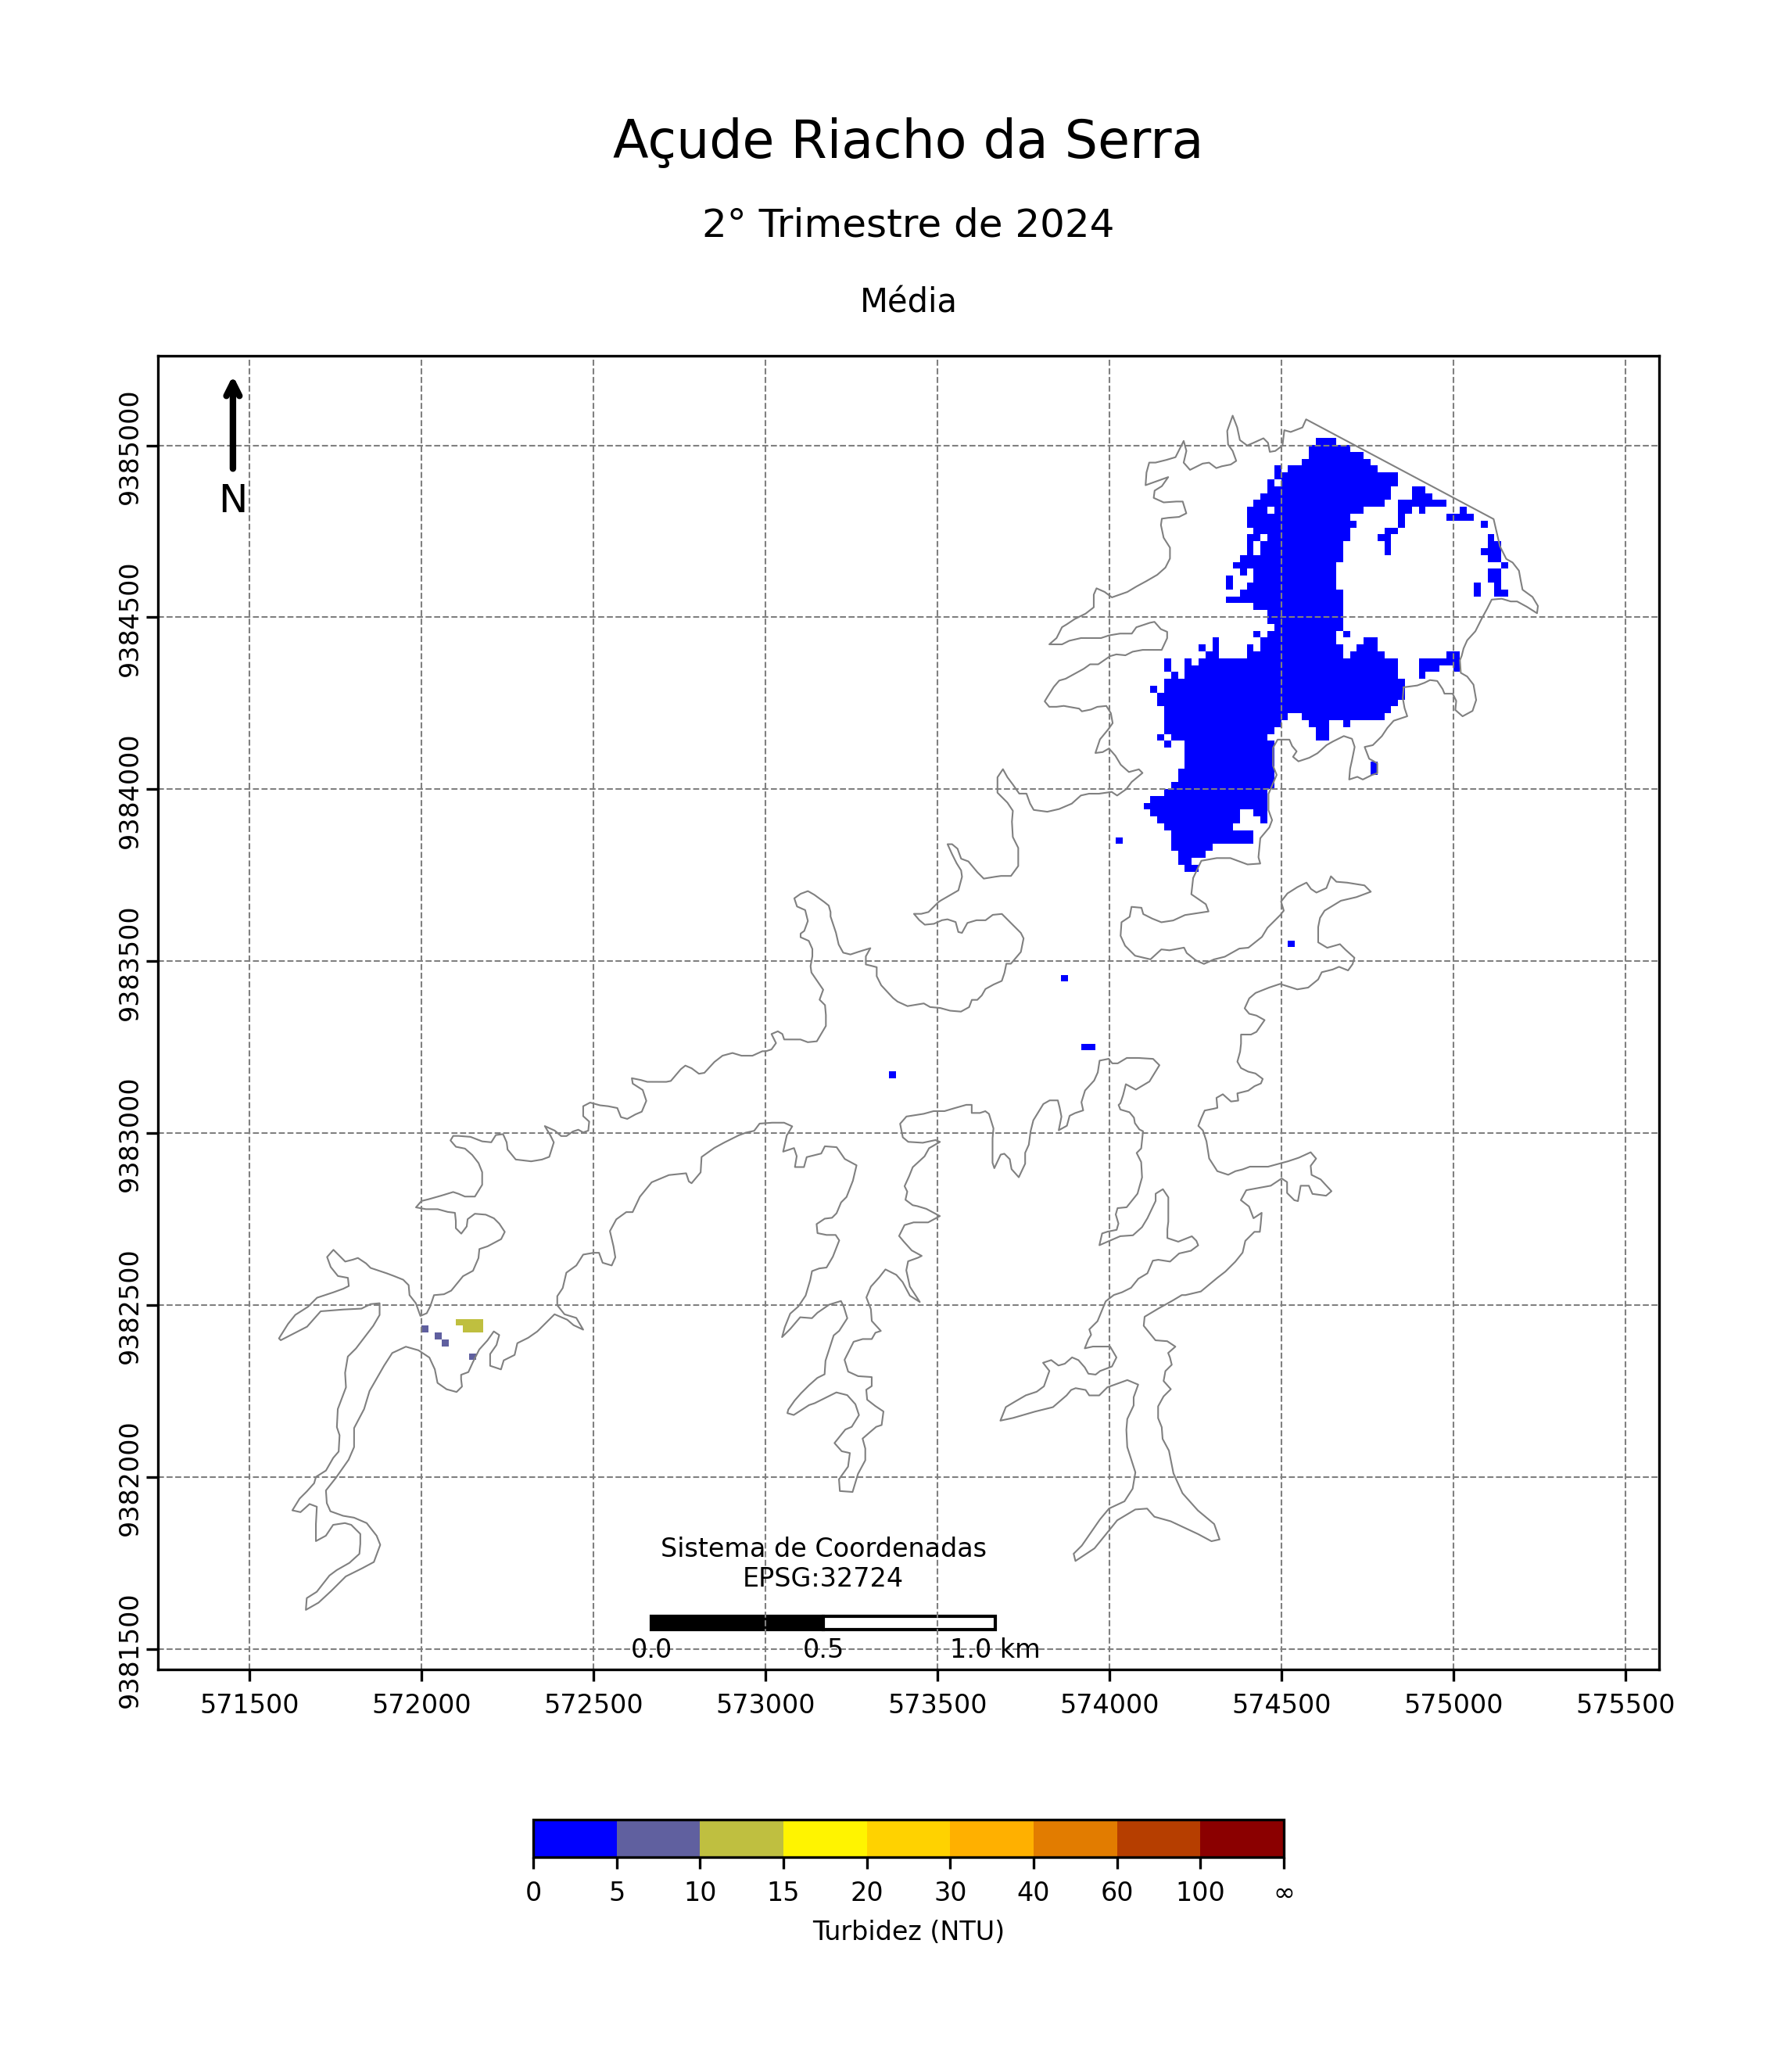 Açude Riacho da Serra
2° Trimestre de 2024
Média
N
9385000
9384500
9384000
9383500
9383000
9382500
9382000
9381500
Sistema de Coordenadas
EPSG:32724
0.0 0.5 1.0 km
571500 572000 572500 573000 573500 574000 574500 575000 575500
0 5 10 15 20 30 40 60 100 ∞
Turbidez (NTU)